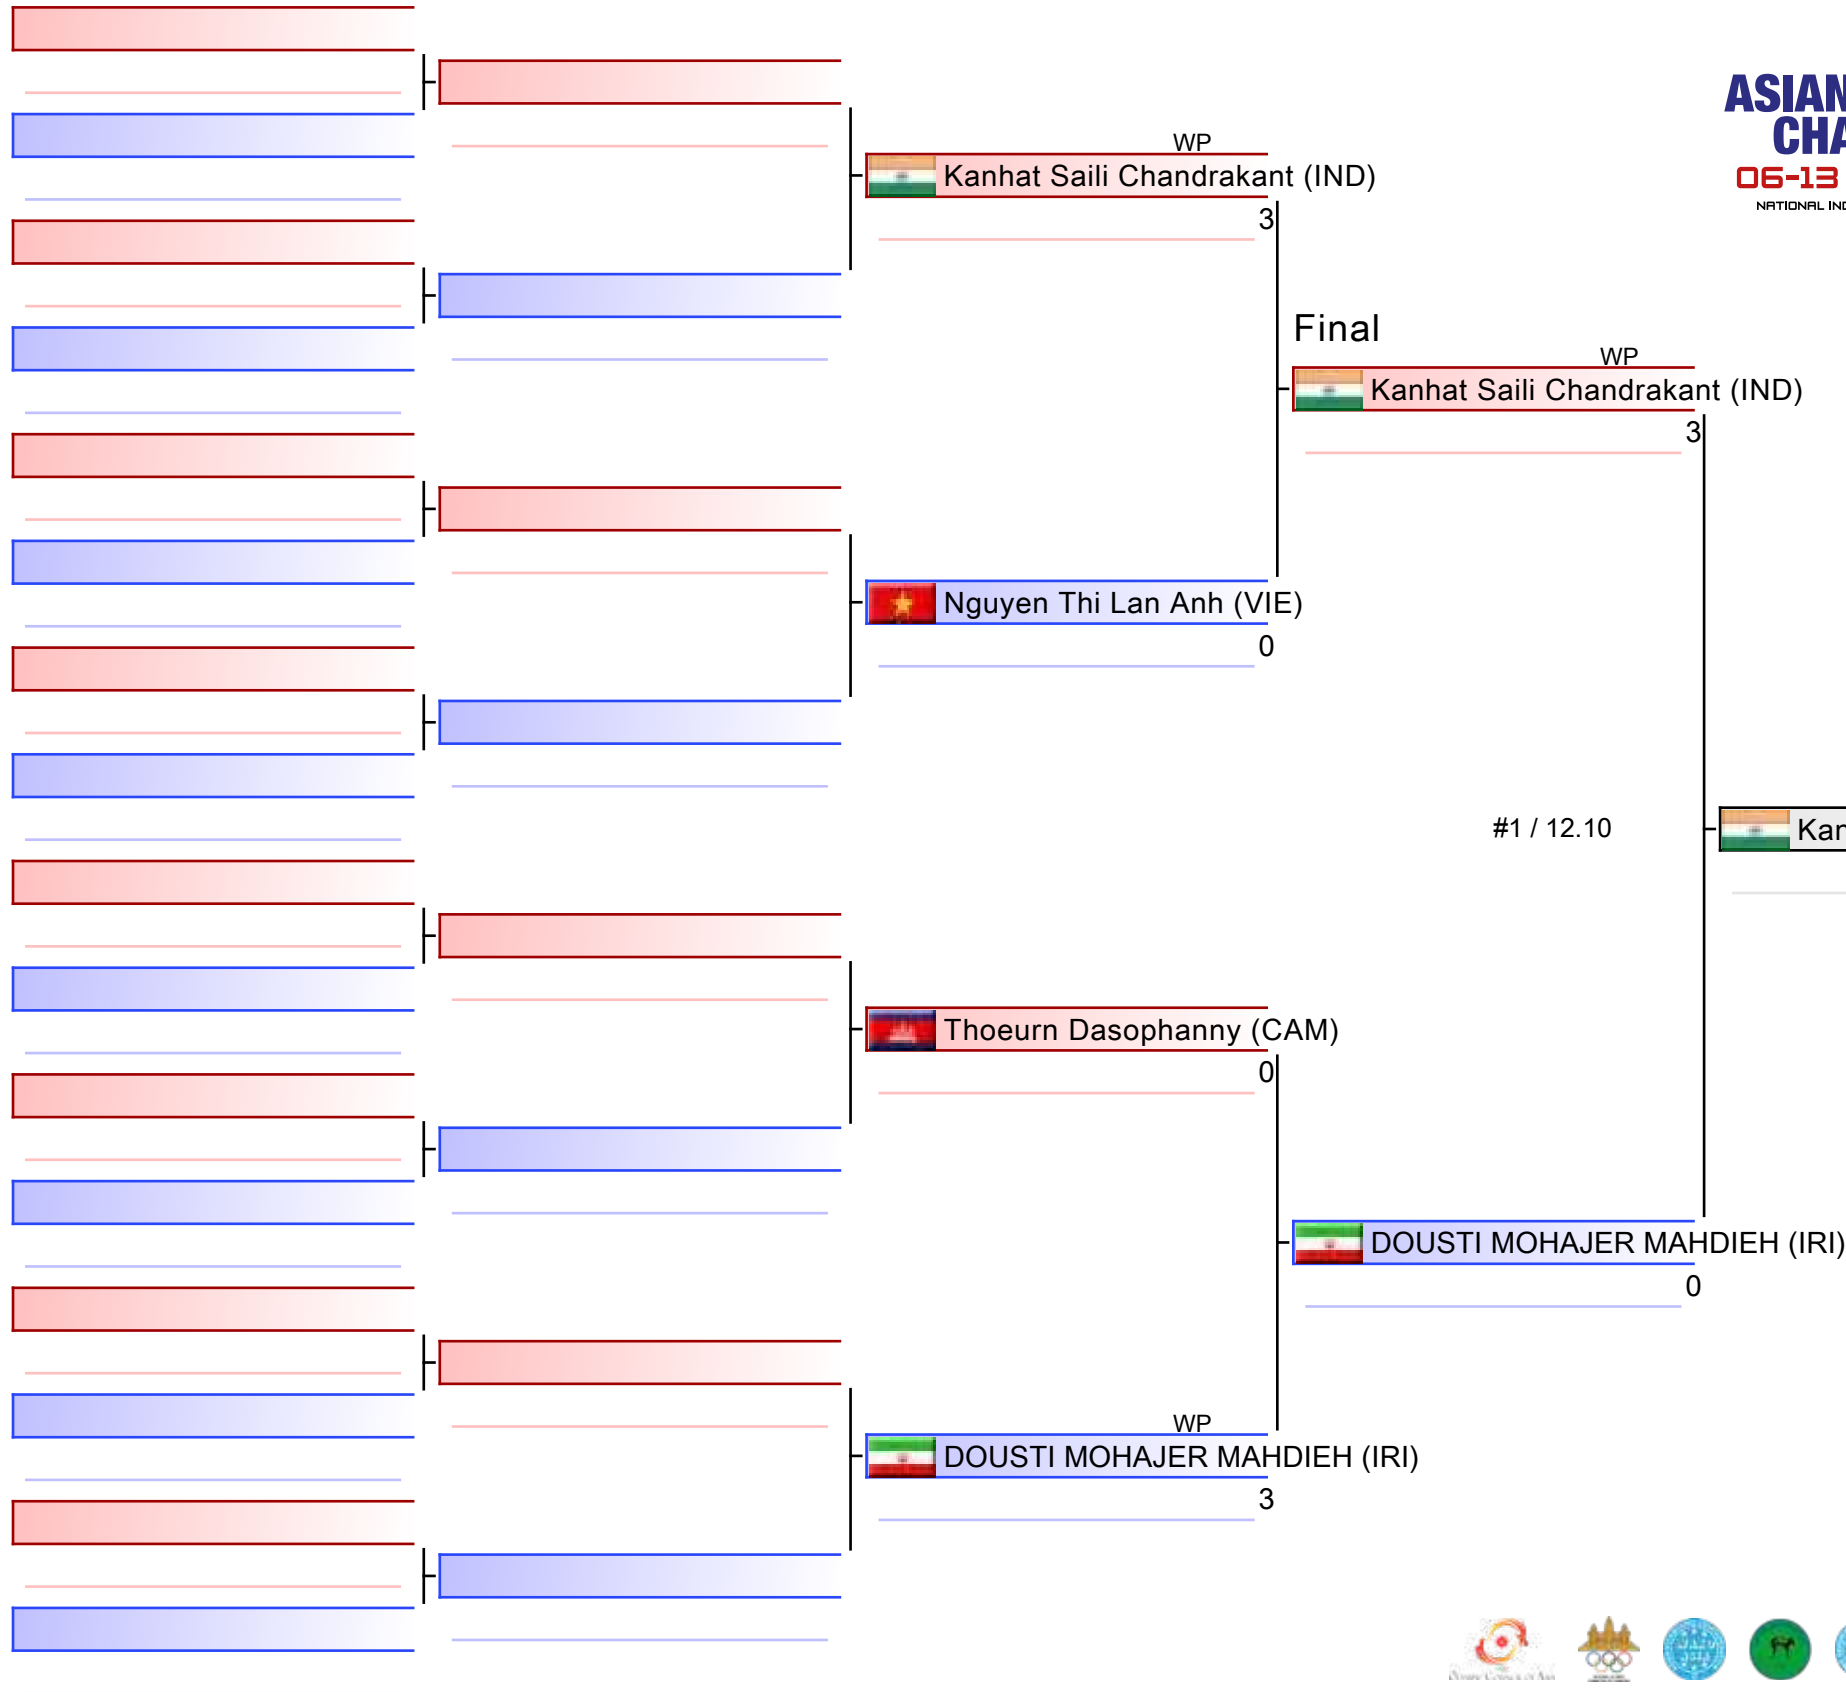 ASIAN
CHA
06-13
NATIONAL IND
WP
Kanhat Saili Chandrakant (IND)
3
Final
WP
Kanhat Saili Chandrakant (IND)
3
Nguyen Thi Lan Anh (VIE)
0
#1 / 12.10
Kan
Thoeurn Dasophanny (CAM)
0
DOUSTI MOHAJER MAHDIEH (IRI)
0
WP
DOUSTI MOHAJER MAHDIEH (IRI)
3